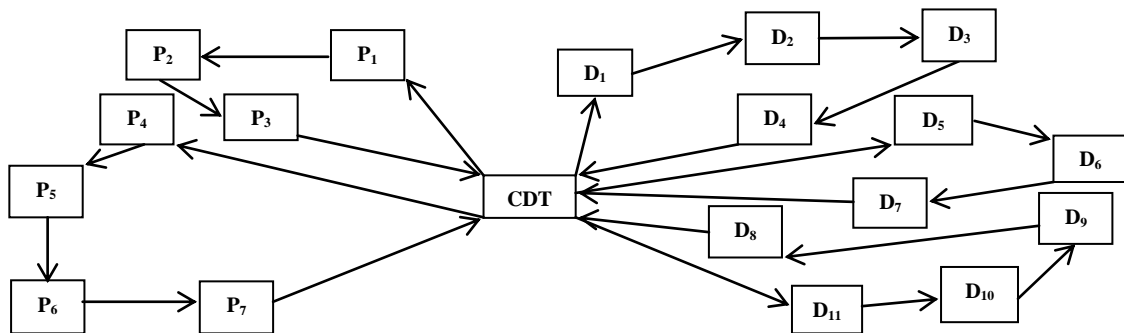 P₁
P₂
P₃
P₄
P₅
P₆
P₇
CDT
D₁
D₂
D₃
D₄
D₅
D₆
D₇
D₈
D₉
D₁₀
D₁₁